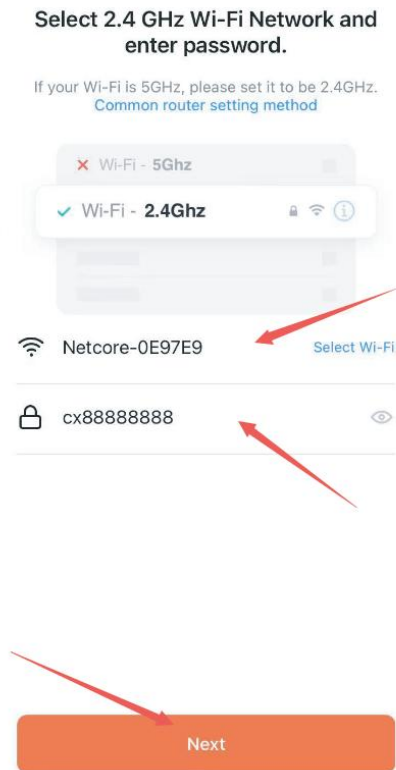 Select 2.4 GHz Wi-Fi Network and
enter password.
If your Wi-Fi is 5GHz, please set it to be 2.4GHz.
Common router setting method
Wi-Fi - 5Ghz
Wi-Fi - 2.4Ghz
Netcore-0E97E9
Select Wi-Fi
cx88888888
Next